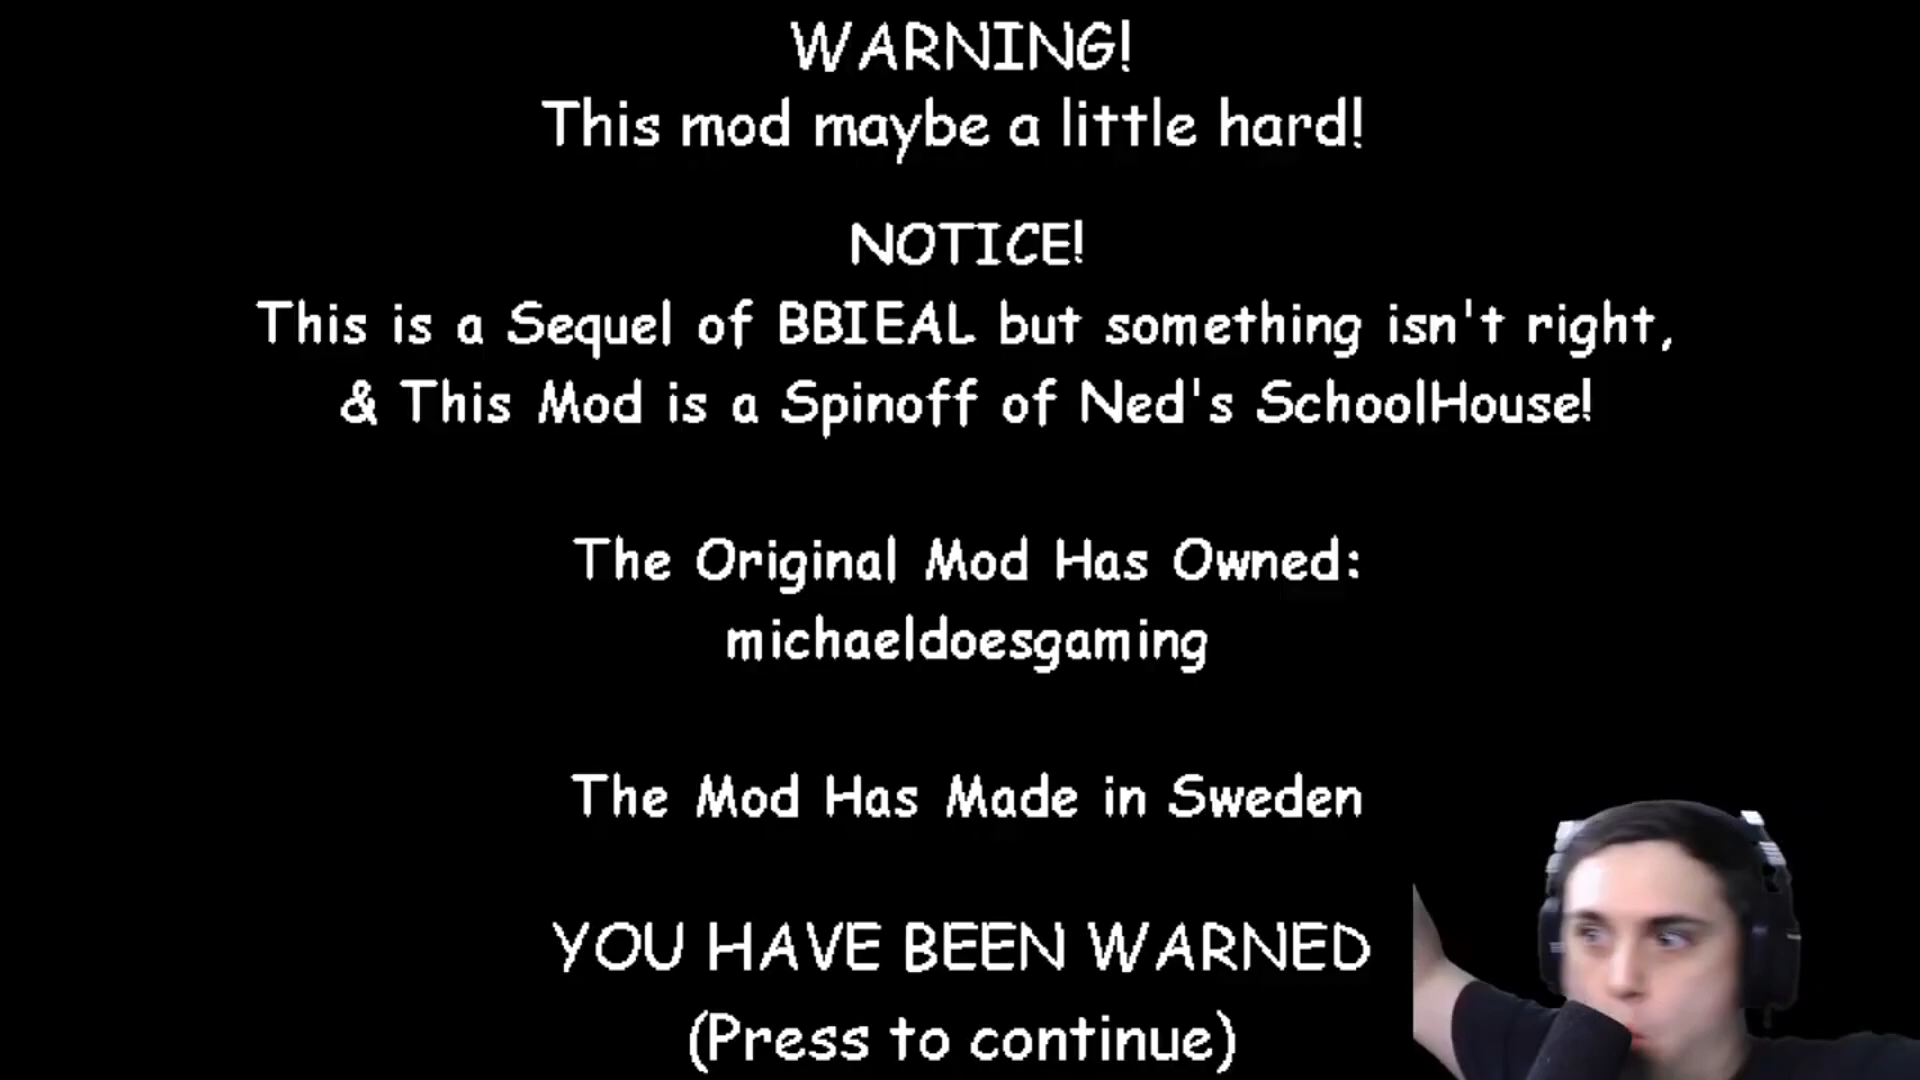 WARNING!
This mod maybe a little hard!
NOTICE!
This is a Sequel of BBIEAL but something isn't right,
& This Mod is a Spinoff of Ned's SchoolHouse!
The Original Mod Has Owned:
michaeldoesgaming
The Mod Has Made in Sweden
YOU HAVE BEEN WARNED
(Press to continue)